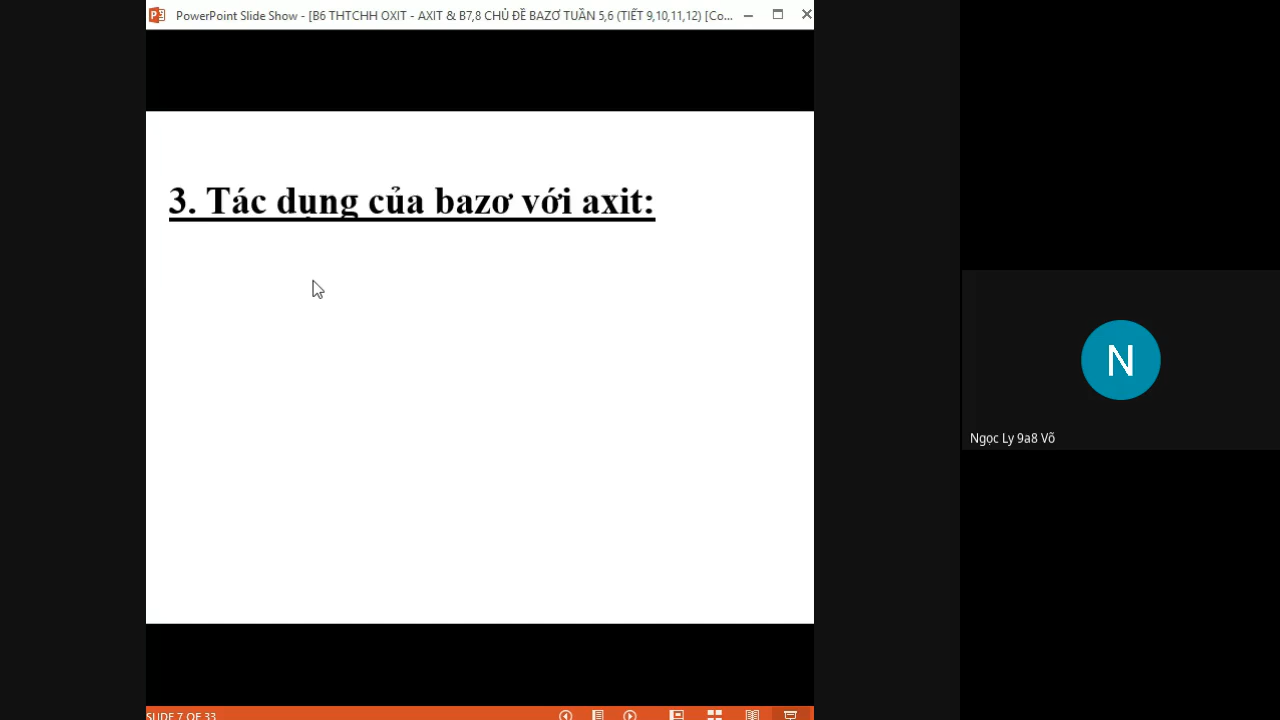 PowerPoint Slide Show - [B6 THTCHH OXIT - AXIT & B7,8 CHỦ ĐỀ BAZƠ TUẦN 5,6 (TIẾT 9,10,11,12) [Co...
3. Tác dụng của bazơ với axit:
N
Ngọc Ly 9a8 Võ
SLIDE 7 OF 33